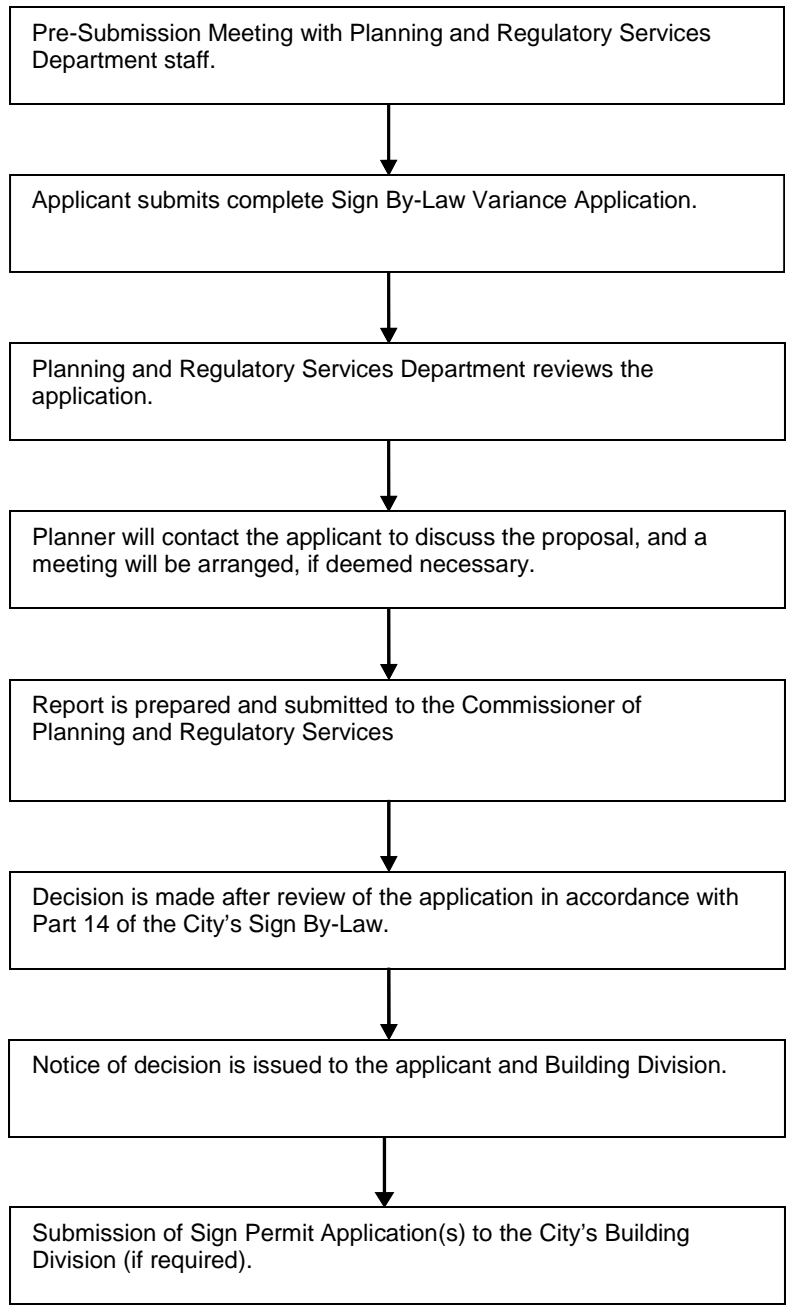 Pre-Submission Meeting with Planning and Regulatory Services
Department staff.
Applicant submits complete Sign By-Law Variance Application.
Planning and Regulatory Services Department reviews the
application.
Planner will contact the applicant to discuss the proposal, and a
meeting will be arranged, if deemed necessary.
Report is prepared and submitted to the Commissioner of
Planning and Regulatory Services
Decision is made after review of the application in accordance with
Part 14 of the City’s Sign By-Law.
Notice of decision is issued to the applicant and Building Division.
Submission of Sign Permit Application(s) to the City’s Building
Division (if required).